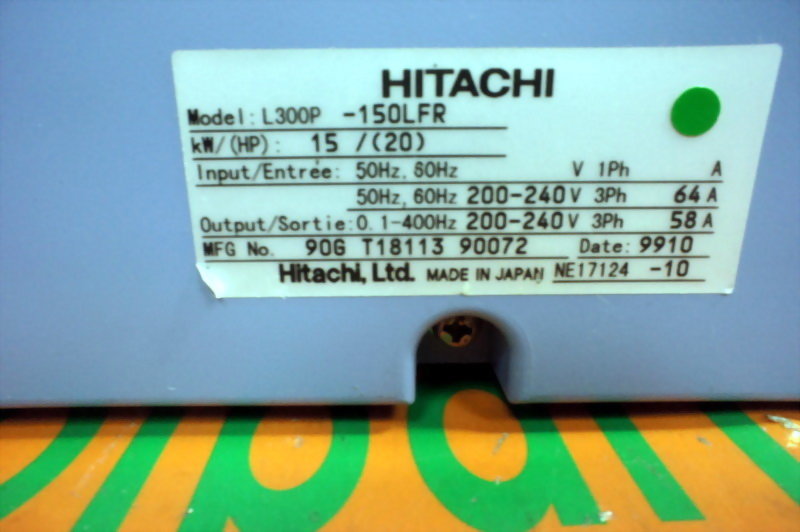 HITACHI
Model: L300P -150LFR
kW/(HP): 15 /(20)
Input/Entrée: 50Hz, 60Hz V 1Ph A
50Hz, 60Hz 200-240 V 3Ph 64 A
Output/Sortie: 0.1-400Hz 200-240 V 3Ph 58 A
MFG No. 90G T18113 90072 Date: 9910
Hitachi, Ltd. MADE IN JAPAN NE17124 -10